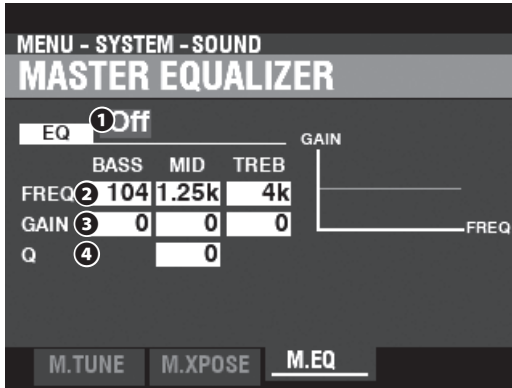 MENU - SYSTEM - SOUND
MASTER EQUALIZER
EQ 1 Off
GAIN
BASS MID TREB
FREQ 2 104 1.25k 4k
GAIN 3 0 0 0
FREQ
Q 4 0
M.TUNE M.XPOSE M.EQ